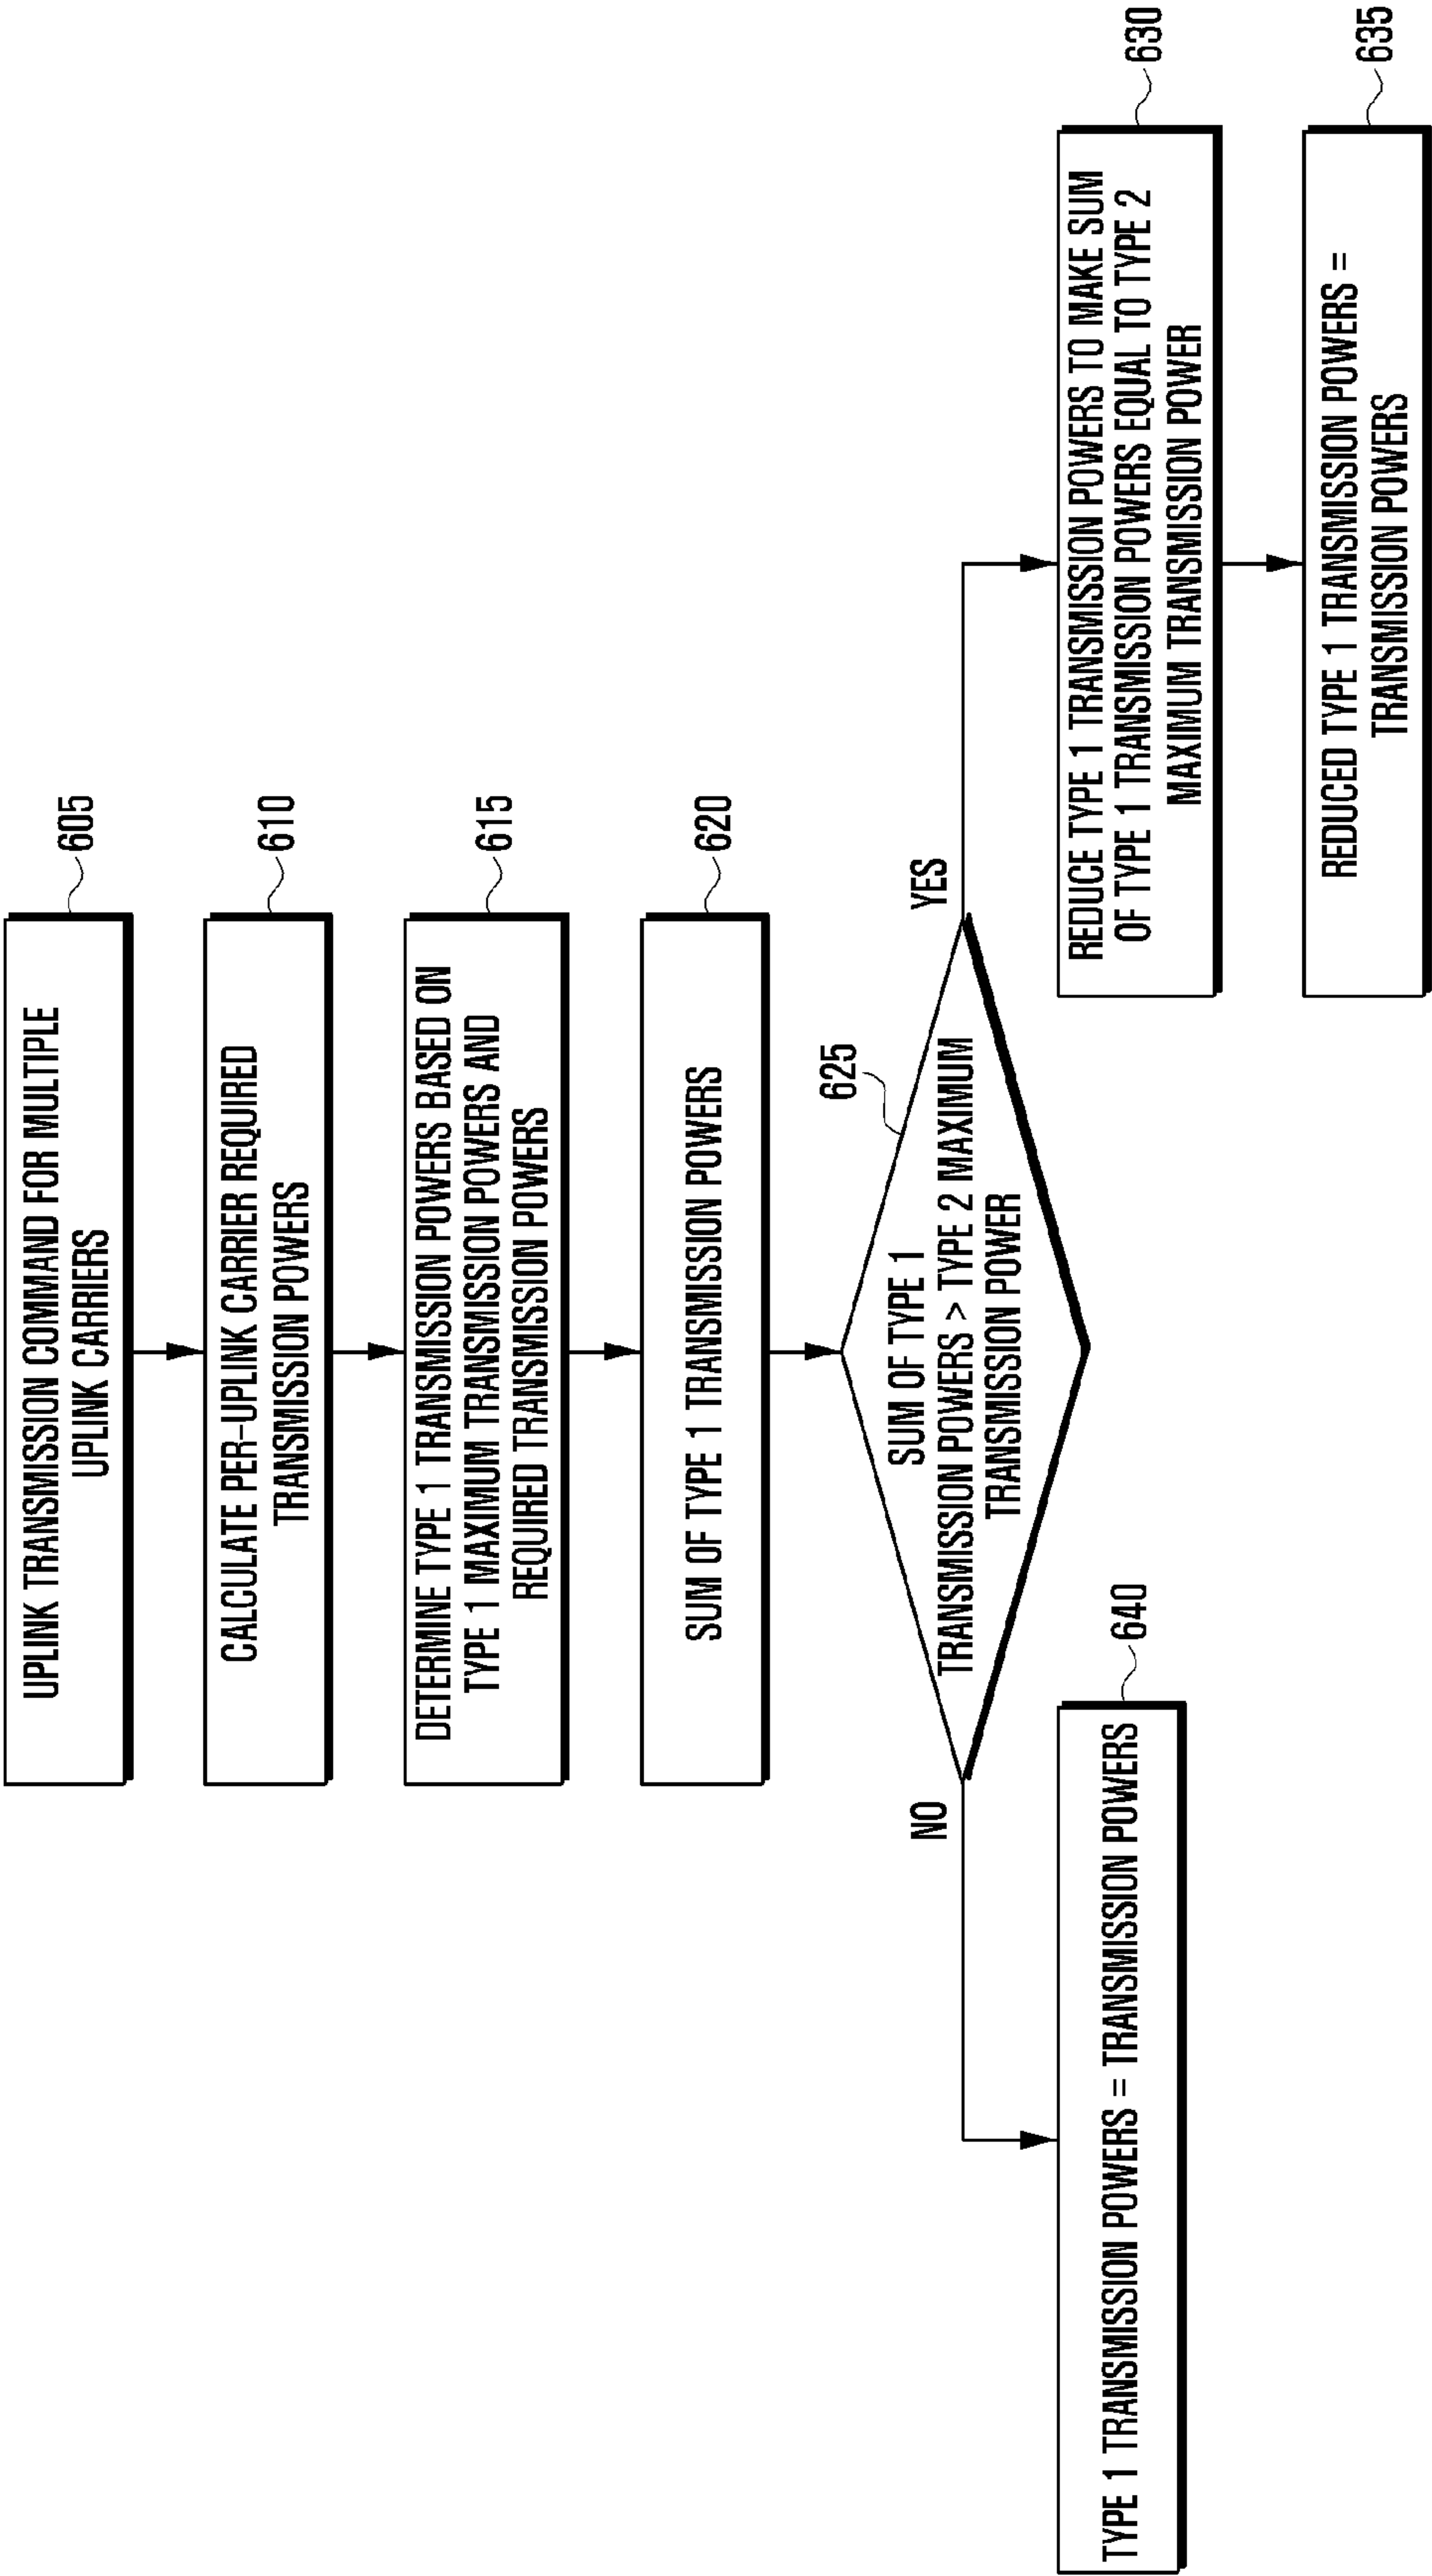 UPLINK TRANSMISSION COMMAND FOR MULTIPLE
UPLINK CARRIERS
605
CALCULATE PER-UPLINK CARRIER REQUIRED
TRANSMISSION POWERS
610
DETERMINE TYPE 1 TRANSMISSION POWERS BASED ON
TYPE 1 MAXIMUM TRANSMISSION POWERS AND
REQUIRED TRANSMISSION POWERS
615
SUM OF TYPE 1 TRANSMISSION POWERS
620
625
SUM OF TYPE 1
TRANSMISSION POWERS > TYPE 2 MAXIMUM
TRANSMISSION POWER
NO
YES
TYPE 1 TRANSMISSION POWERS = TRANSMISSION POWERS
640
REDUCE TYPE 1 TRANSMISSION POWERS TO MAKE SUM
OF TYPE 1 TRANSMISSION POWERS EQUAL TO TYPE 2
MAXIMUM TRANSMISSION POWER
630
REDUCED TYPE 1 TRANSMISSION POWERS =
TRANSMISSION POWERS
635